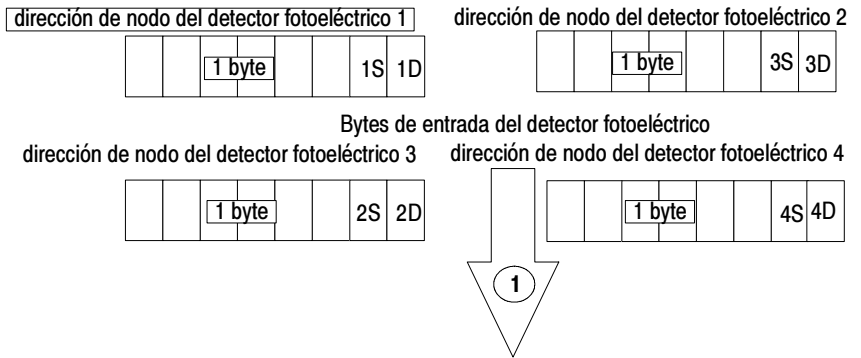 dirección de nodo del detector fotoeléctrico 1
dirección de nodo del detector fotoeléctrico 2
1 byte 1S 1D
1 byte 3S 3D
Bytes de entrada del detector fotoeléctrico
dirección de nodo del detector fotoeléctrico 3
dirección de nodo del detector fotoeléctrico 4
1 byte 2S 2D
1 byte 4S 4D
1